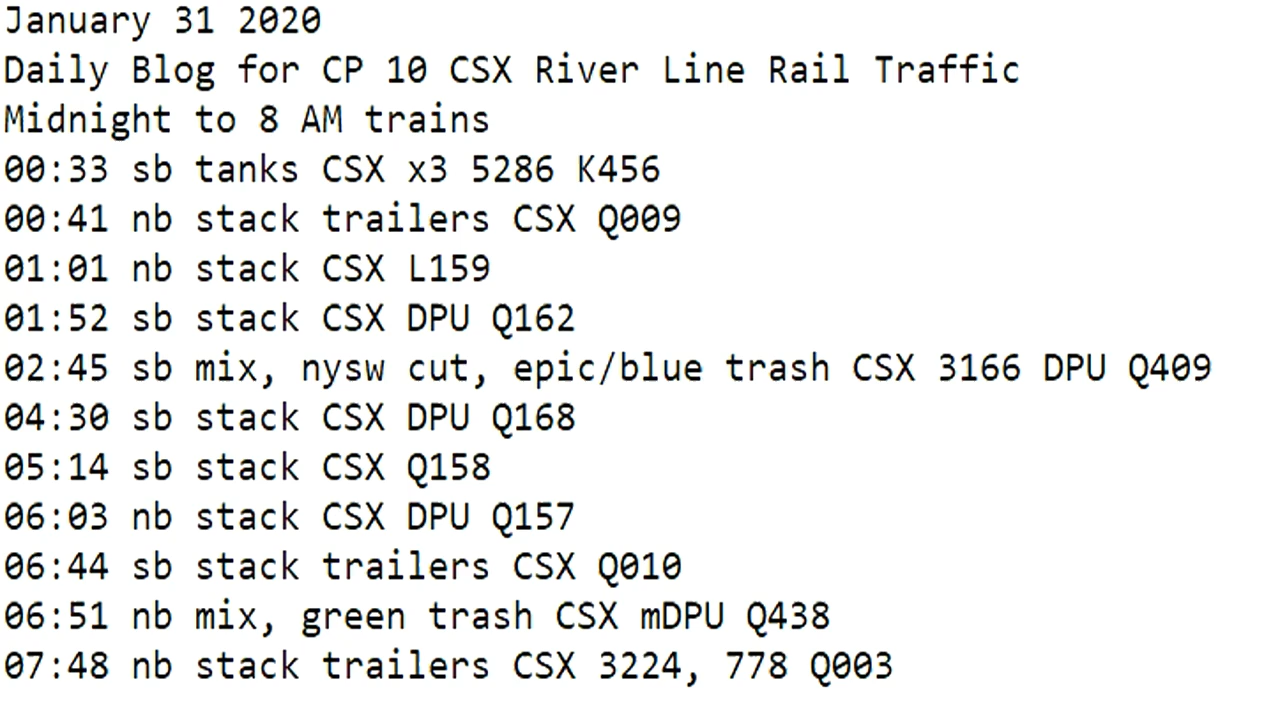 January 31 2020
Daily Blog for CP 10 CSX River Line Rail Traffic
Midnight to 8 AM trains
00:33 sb tanks CSX x3 5286 K456
00:41 nb stack trailers CSX Q009
01:01 nb stack CSX L159
01:52 sb stack CSX DPU Q162
02:45 sb mix, nysw cut, epic/blue trash CSX 3166 DPU Q409
04:30 sb stack CSX DPU Q168
05:14 sb stack CSX Q158
06:03 nb stack CSX DPU Q157
06:44 sb stack trailers CSX Q010
06:51 nb mix, green trash CSX mDPU Q438
07:48 nb stack trailers CSX 3224, 778 Q003